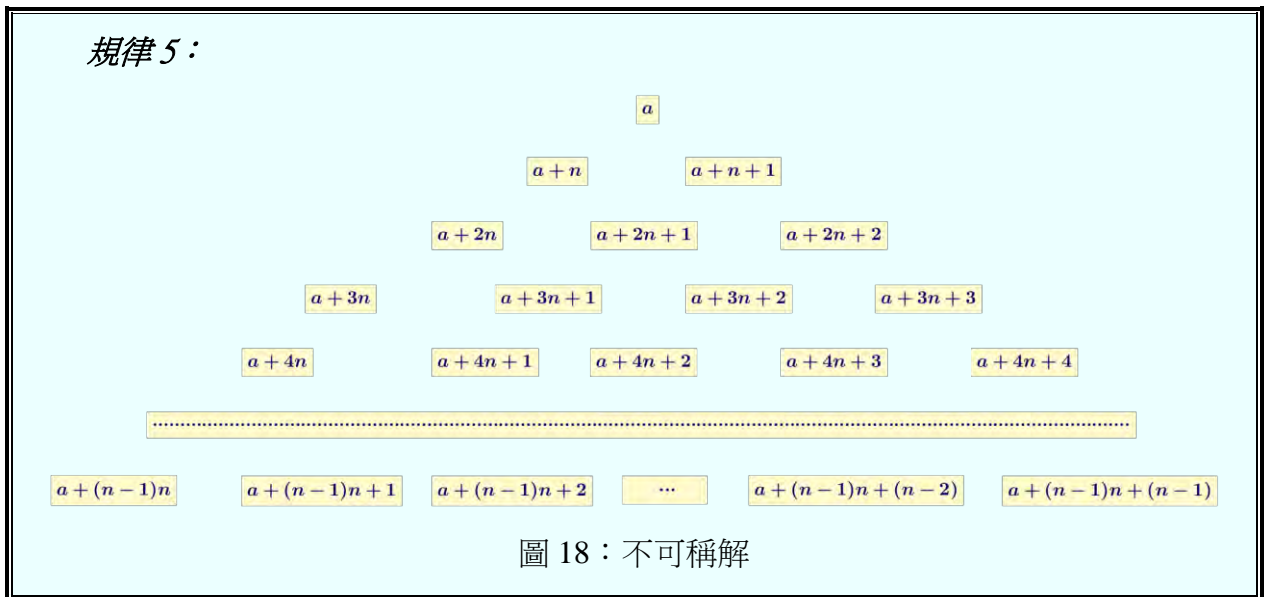 規律 5：
a
a + n a + n + 1
a + 2n a + 2n + 1 a + 2n + 2
a + 3n a + 3n + 1 a + 3n + 2 a + 3n + 3
a + 4n a + 4n + 1 a + 4n + 2 a + 4n + 3 a + 4n + 4
................................................................................
a + (n − 1)n a + (n − 1)n + 1 a + (n − 1)n + 2 ... a + (n − 1)n + (n − 2) a + (n − 1)n + (n − 1)
圖 18：不可稱解